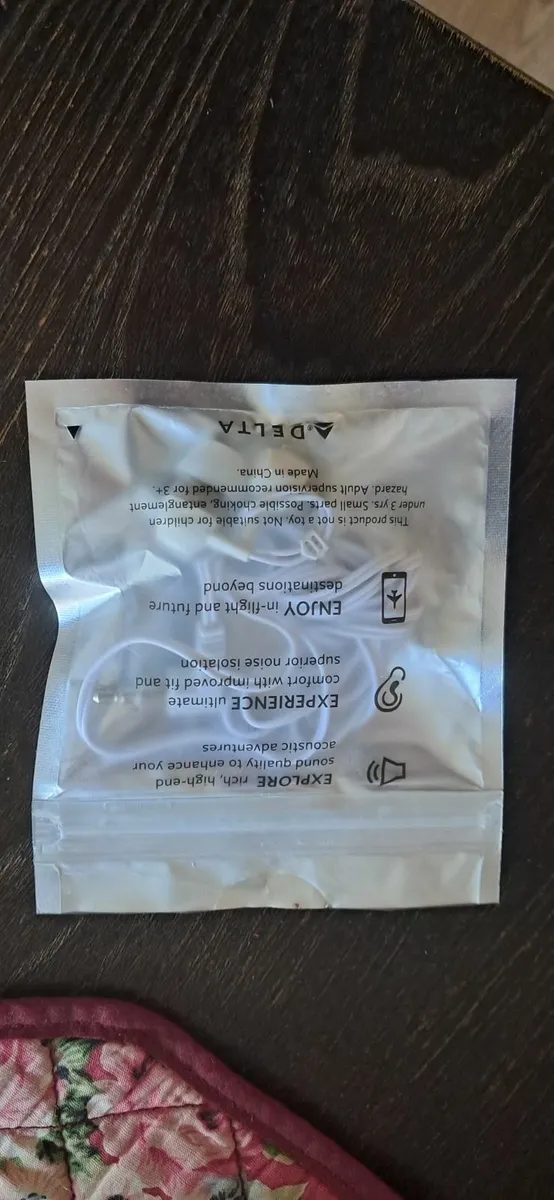 EXPLORE rich, high-end
sound quality to enhance your
acoustic adventures
EXPERIENCE ultimate
comfort with improved fit and
superior noise isolation
ENJOY in-flight and future
destinations beyond
This product is not a toy. Not suitable for children
under 3 yrs. Small parts. Possible choking, entanglement
hazard. Adult supervision recommended for 3+.
Made in China.
DELTA